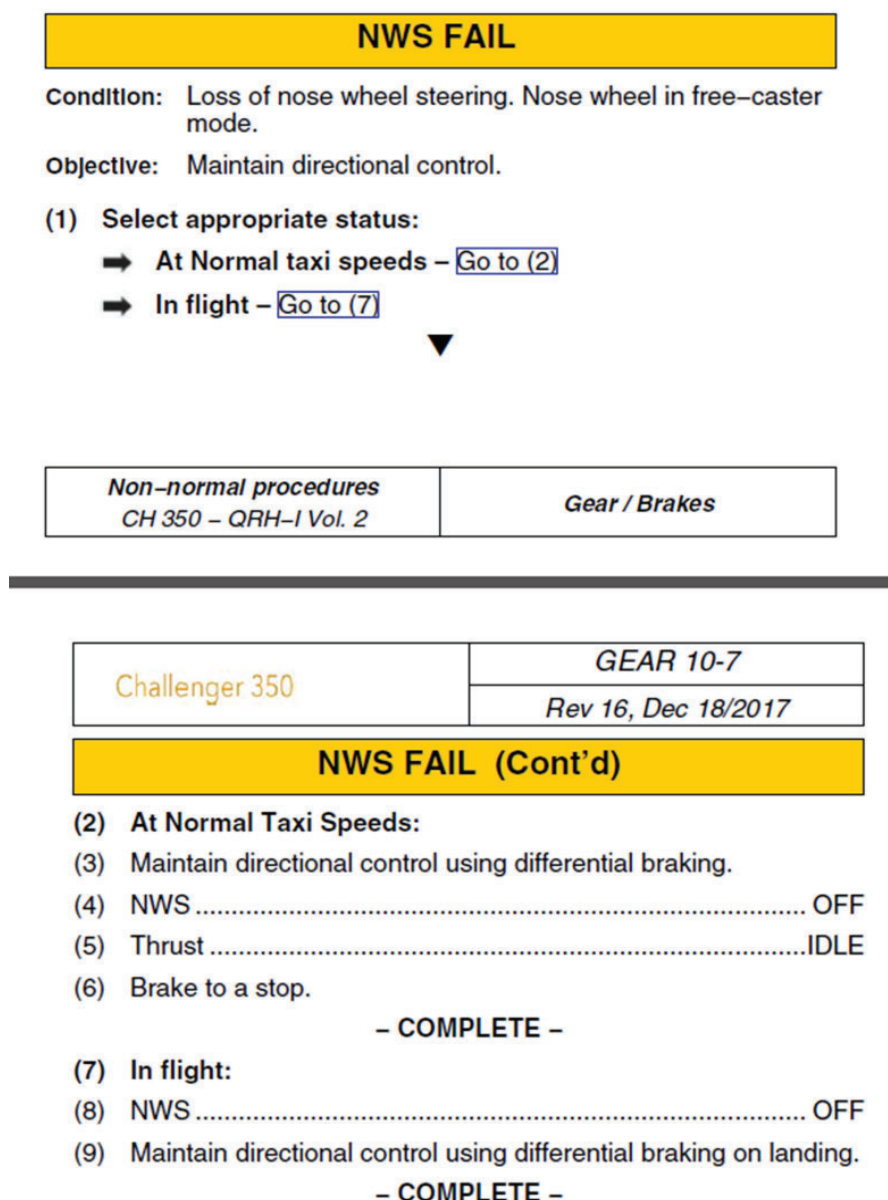 NWS FAIL
Condition: Loss of nose wheel steering. Nose wheel in free–caster
mode.
Objective: Maintain directional control.
(1) Select appropriate status:
➡ At Normal taxi speeds – Go to (2)
➡ In flight – Go to (7)
▼
Non–normal procedures
CH 350 – QRH–I Vol. 2
Gear / Brakes
Challenger 350
GEAR 10-7
Rev 16, Dec 18/2017
NWS FAIL (Cont’d)
(2) At Normal Taxi Speeds:
(3) Maintain directional control using differential braking.
(4) NWS ..................................................................................... OFF
(5) Thrust ...................................................................................IDLE
(6) Brake to a stop.
– COMPLETE –
(7) In flight:
(8) NWS ..................................................................................... OFF
(9) Maintain directional control using differential braking on landing.
– COMPLETE –